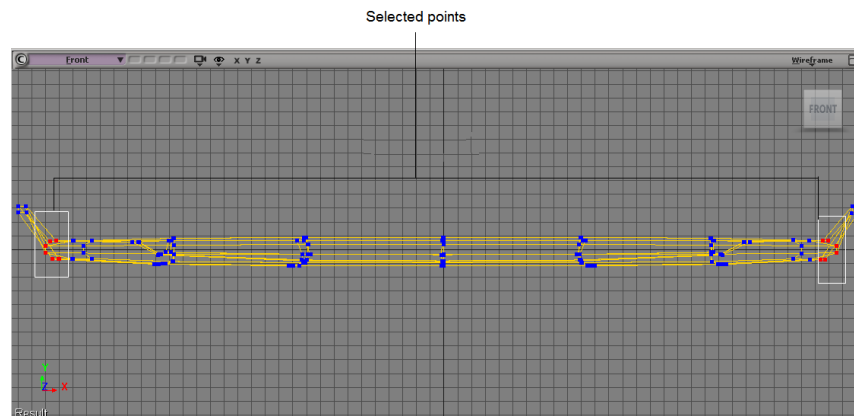 Selected points
C Front X Y Z Wireframe
FRONT
Y
Z X
Result